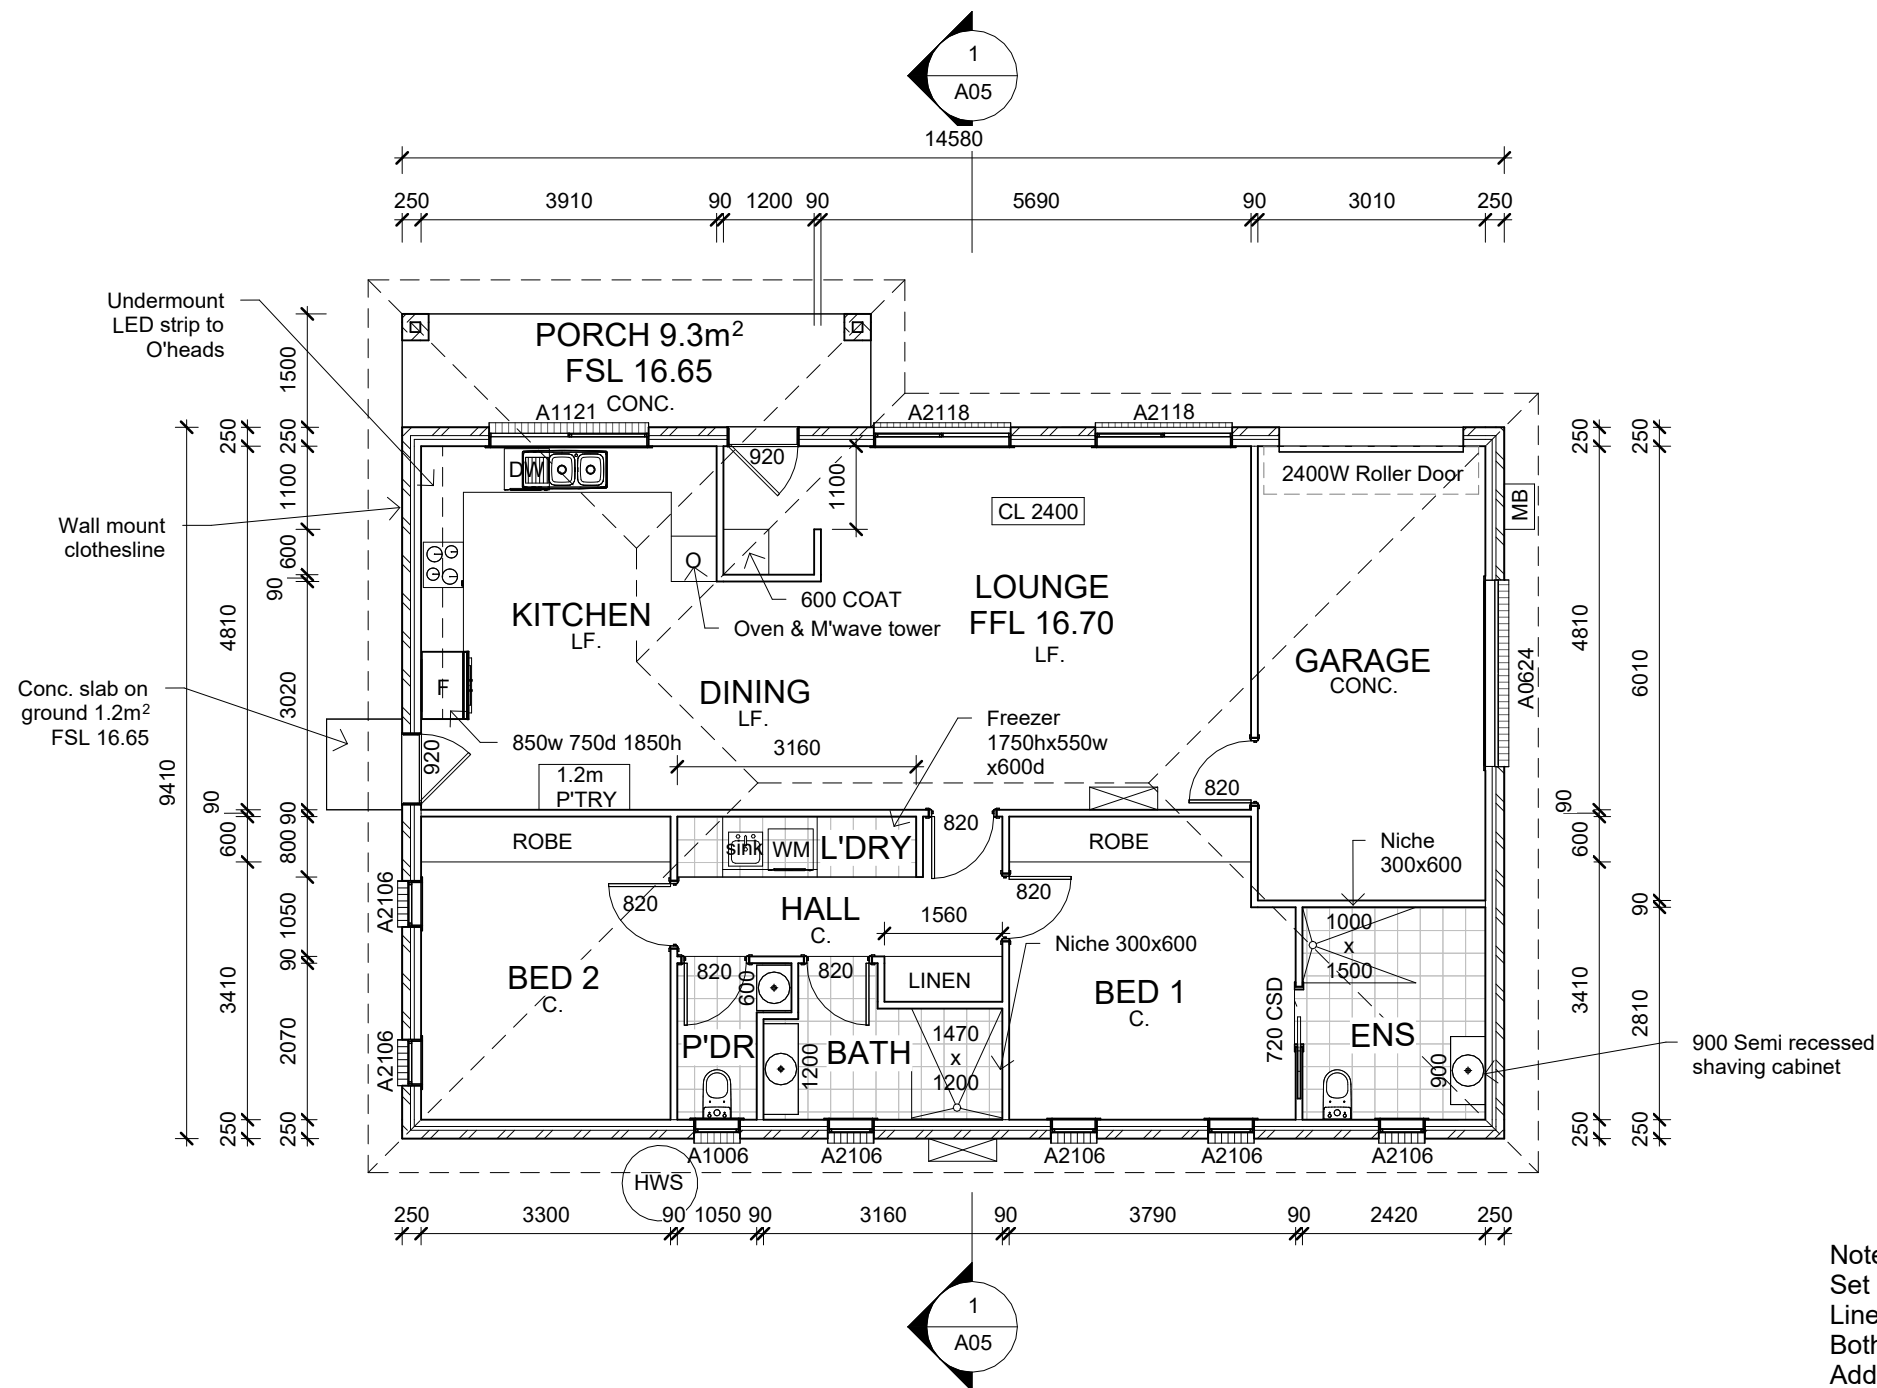 1
A05
14580
250
3910
90
1200
90
5690
90
3010
250
Undermount
LED strip to
O'heads
PORCH 9.3m²
FSL 16.65
CONC.
A1121
A2118
A2118
1500
250
250
250
250
1100
920
1100
DW
2400W Roller Door
CL 2400
MB
Wall mount
clothesline
600
90
O
4810
KITCHEN
LF.
600 COAT
Oven & M'wave tower
LOUNGE
FFL 16.70
LF.
GARAGE
CONC.
4810
6010
A0624
3020
F
DINING
LF.
Conc. slab on
ground 1.2m²
FSL 16.65
850w 750d 1850h
3160
Freezer
1750hx550w
x600d
920
9410
1.2m
P'TRY
820
90
90
90
600
800
ROBE
sink
WM
L'DRY
820
ROBE
Niche
300x600
600
A2106
820
HALL
C.
1560
820
1050
90
90
Niche 300x600
1000
x
1500
3410
BED 2
C.
820
600
820
LINEN
BED 1
C.
3410
2810
2070
A2106
P'DR
1200
BATH
1470
x
1200
720 CSD
ENS
900
900 Semi recessed
shaving cabinet
250
250
250
250
A1006
A2106
A2106
A2106
A2106
HWS
250
3300
90
1050
90
3160
90
3790
90
2420
250
1
A05
Note
Set
Line
Both
Add